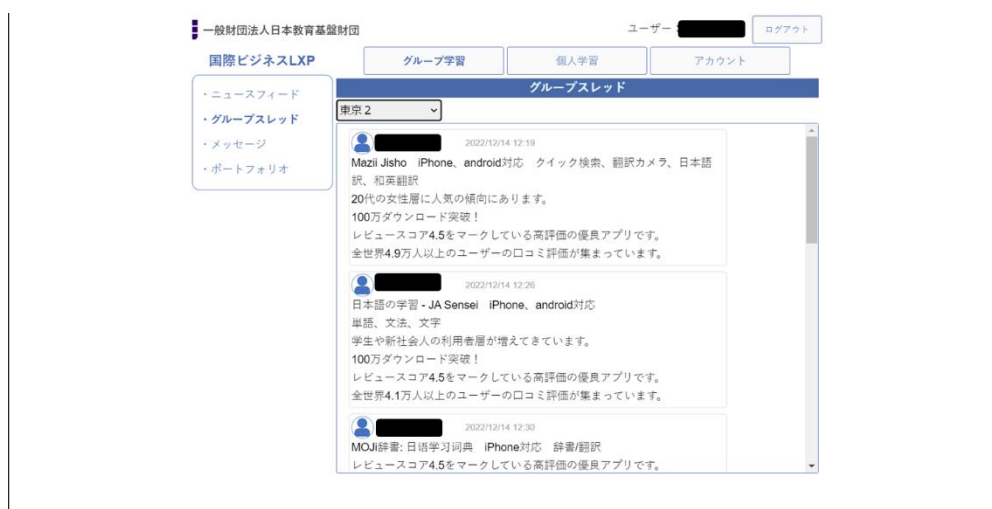 一般財団法人日本教育基盤財団
ユーザー：
ログアウト
国際ビジネスLXP
グループ学習
個人学習
アカウント
・ニュースフィード
・グループスレッド
・メッセージ
・ポートフォリオ
グループスレッド
東京２
2022/12/14 12:19
Mazii Jisho　iPhone、android対応　クイック検索、翻訳カメラ、日本語
訳、和英翻訳
20代の女性層に人気の傾向にあります。
100万ダウンロード突破！
レビュースコア4.5をマークしている高評価の優良アプリです。
全世界4.9万人以上のユーザーの口コミ評価が集まっています。
2022/12/14 12:26
日本語の学習 - JA Sensei　iPhone、android対応
単語、文法、文字
学生や新社会人の利用者層が増えてきています。
100万ダウンロード突破！
レビュースコア4.5をマークしている高評価の優良アプリです。
全世界4.1万人以上のユーザーの口コミ評価が集まっています。
2022/12/14 12:30
MOJi辞書: 日语学习词典　iPhone対応　辞書/翻訳
レビュースコア4.5をマークしている高評価の優良アプリです。